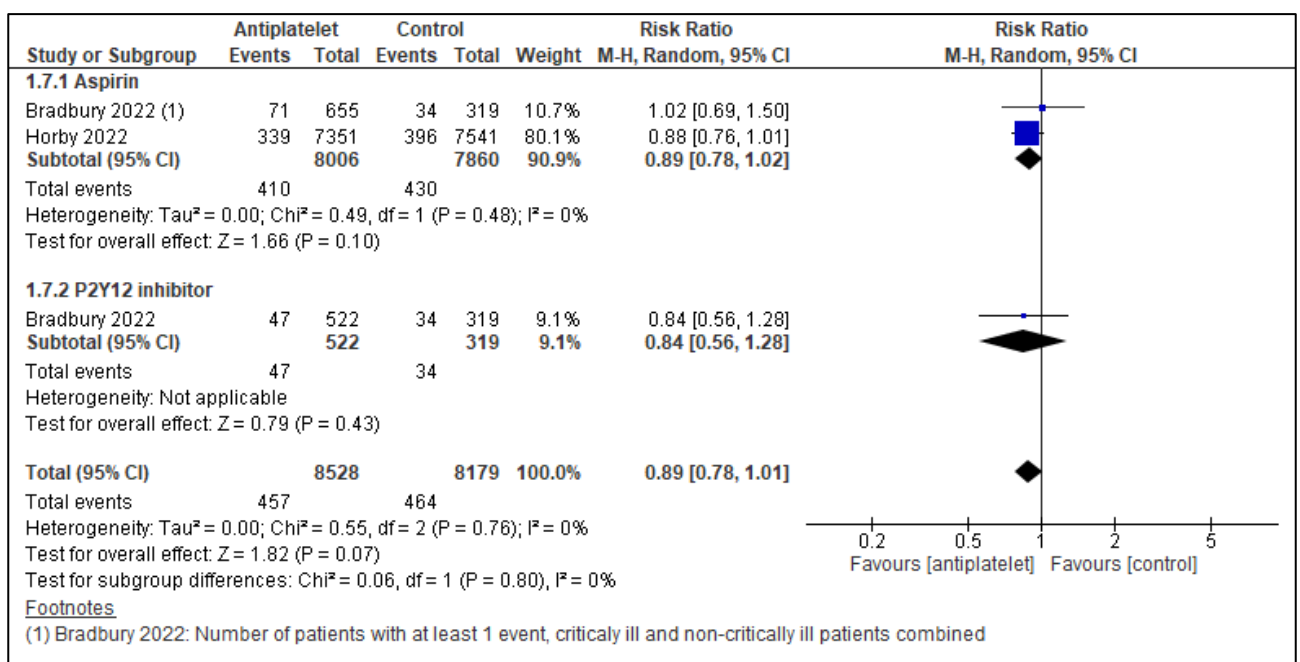 Antiplatelet Control Risk Ratio Risk Ratio
Study or Subgroup Events Total Events Total Weight M-H, Random, 95% CI M-H, Random, 95% CI
1.7.1 Aspirin
Bradbury 2022 (1) 71 655 34 319 10.7% 1.02 [0.69, 1.50]
Horby 2022 339 7351 396 7541 80.1% 0.88 [0.76, 1.01]
Subtotal (95% CI) 8006 7860 90.9% 0.89 [0.78, 1.02]
Total events 410 430
Heterogeneity: Tau² = 0.00; Chi² = 0.49, df = 1 (P = 0.48); I² = 0%
Test for overall effect: Z = 1.66 (P = 0.10)
1.7.2 P2Y12 inhibitor
Bradbury 2022 47 522 34 319 9.1% 0.84 [0.56, 1.28]
Subtotal (95% CI) 522 319 9.1% 0.84 [0.56, 1.28]
Total events 47 34
Heterogeneity: Not applicable
Test for overall effect: Z = 0.79 (P = 0.43)
Total (95% CI) 8528 8179 100.0% 0.89 [0.78, 1.01]
Total events 457 464
Heterogeneity: Tau² = 0.00; Chi² = 0.55, df = 2 (P = 0.76); I² = 0%
Test for overall effect: Z = 1.82 (P = 0.07)
Test for subgroup differences: Chi² = 0.06, df = 1 (P = 0.80), I² = 0%
0.2 0.5 1 2 5
Favours [antiplatelet] Favours [control]
Footnotes
(1) Bradbury 2022: Number of patients with at least 1 event, criticaly ill and non-critically ill patients combined